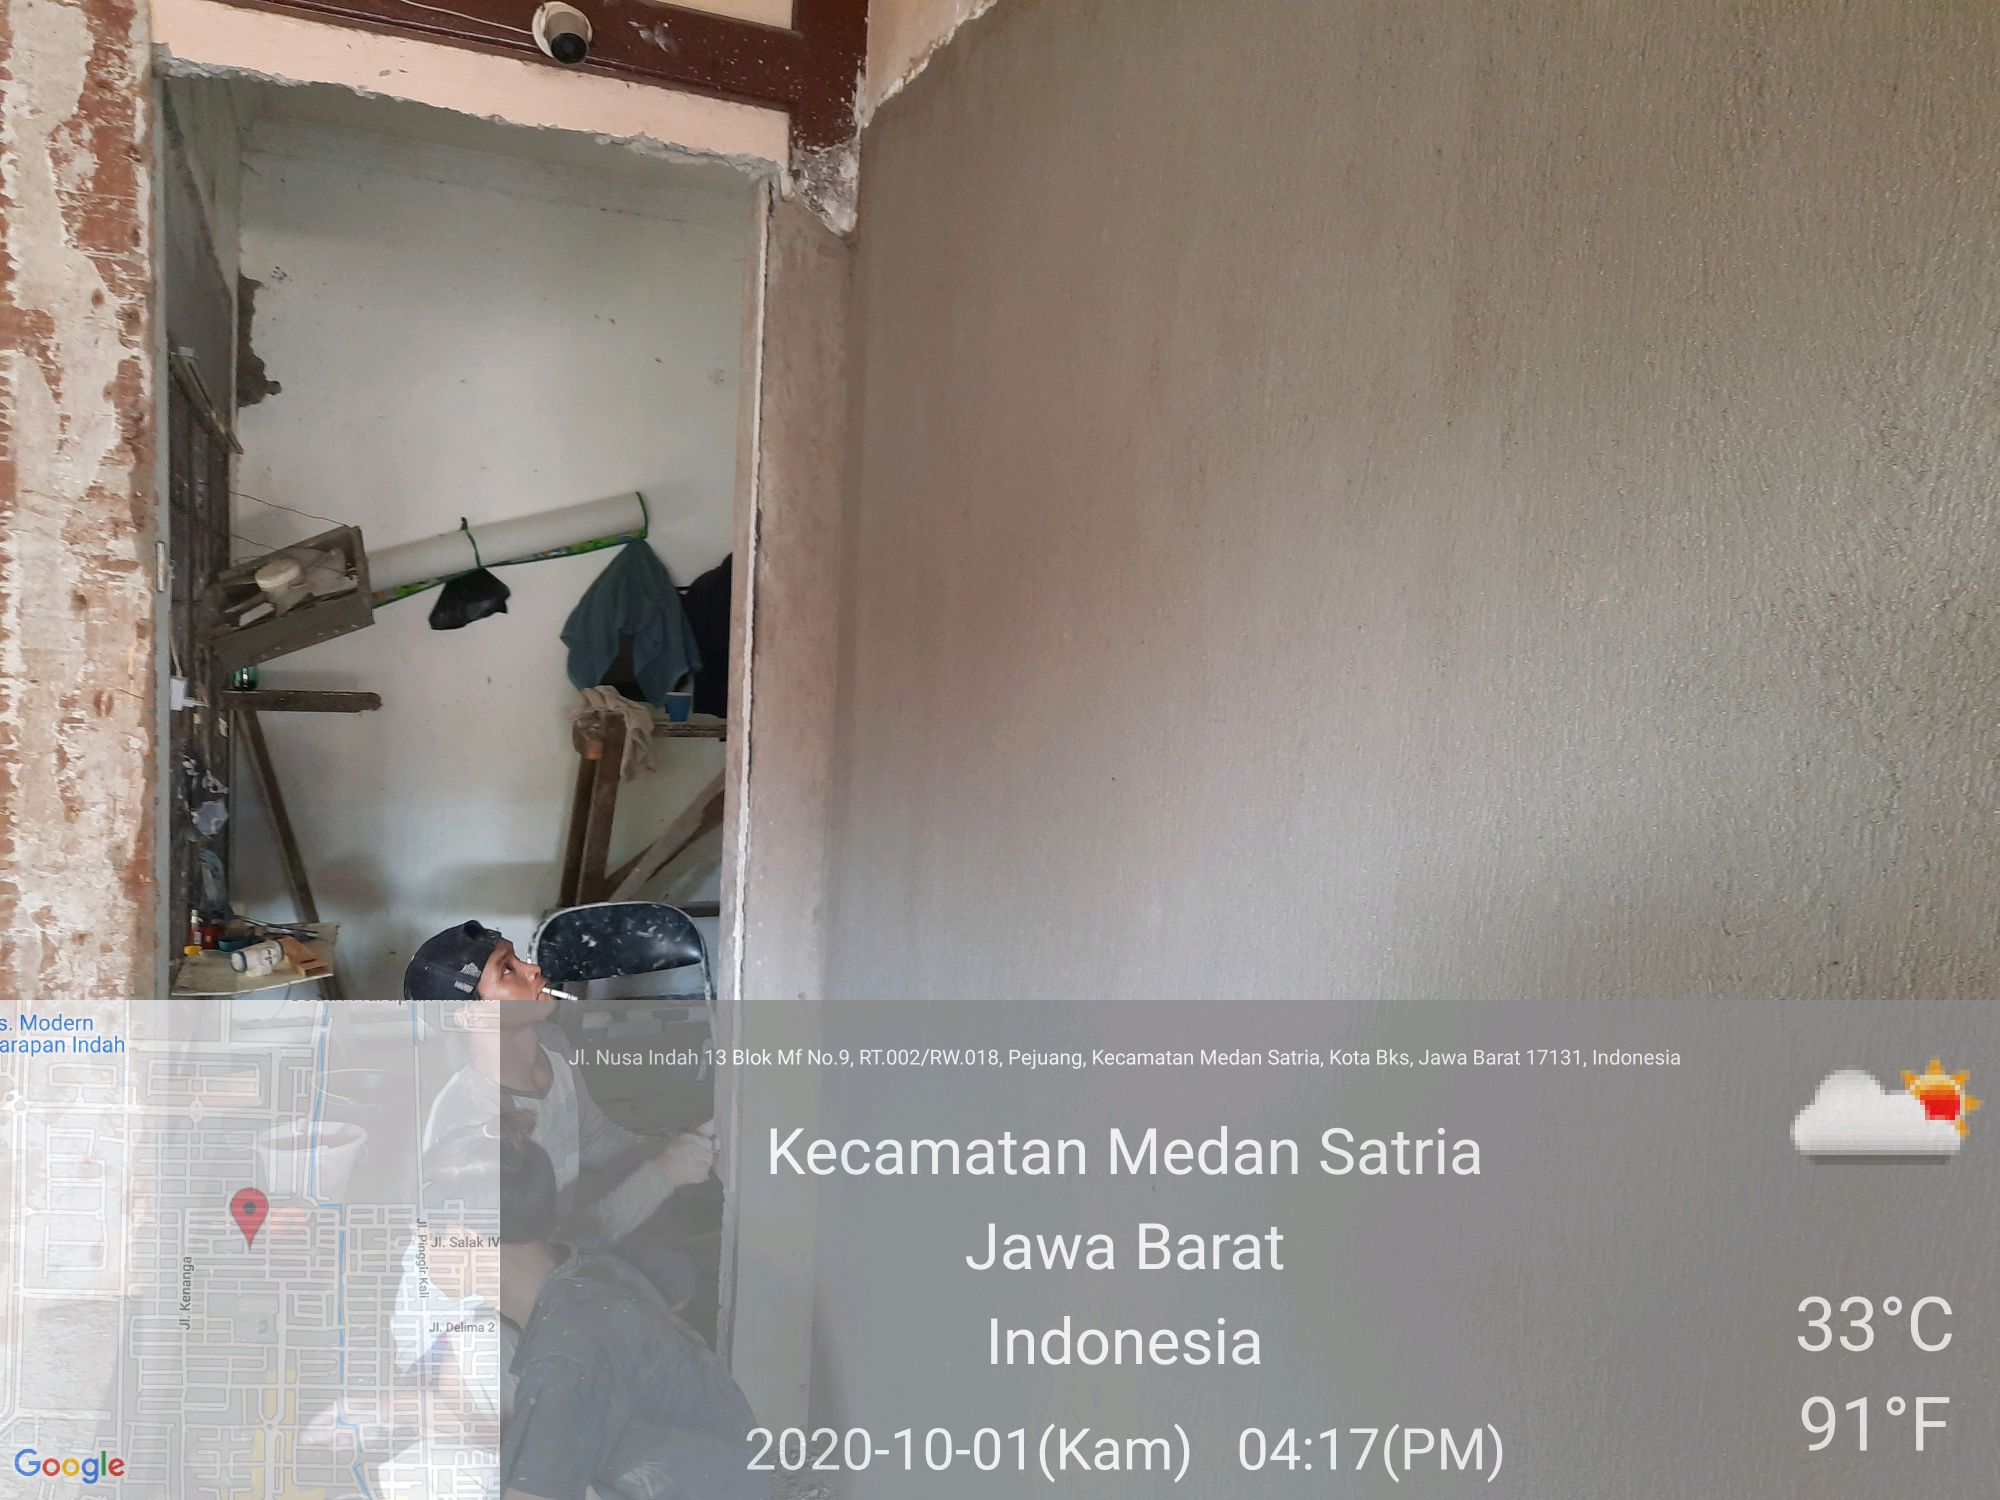 Jl. Nusa Indah 13 Blok Mf No.9, RT.002/RW.018, Pejuang, Kecamatan Medan Satria, Kota Bks, Jawa Barat 17131, Indonesia
Kecamatan Medan Satria
Jawa Barat
Indonesia
2020-10-01(Kam) 04:17(PM)
33°C
91°F
s. Modern
arapan Indah
Jl. Kenanga
Jl. Pinggir Kali
Jl. Salak IV
Jl. Delima 2
Google